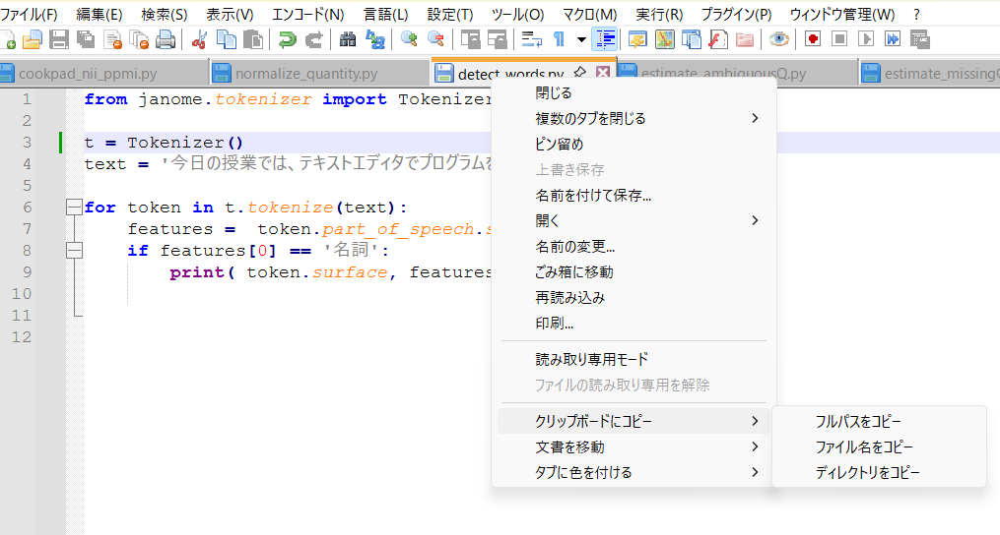 ファイル(F) 編集(E) 検索(S) 表示(V) エンコード(N) 言語(L) 設定(T) ツール(O) マクロ(M) 実行(R) プラグイン(P) ウィンドウ管理(W) ?
cookpad_nii_ppmi.py normalize_quantity.py detect_words.py estimate_ambiguousQ.py estimate_missingQ
1 from janome.tokenizer import Tokenizer
2
3 t = Tokenizer()
4 text = '今日の授業では、テキストエディタでプログラムを
5
6 for token in t.tokenize(text):
7 features = token.part_of_speech.s
8 if features[0] == '名詞':
9 print( token.surface, features
10
11
12
閉じる
複数のタブを閉じる
ピン留め
上書き保存
名前を付けて保存...
開く
名前の変更...
ごみ箱に移動
再読み込み
印刷...
読み取り専用モード
ファイルの読み取り専用を解除
クリップボードにコピー
文書を移動
タブに色を付ける
フルパスをコピー
ファイル名をコピー
ディレクトリをコピー